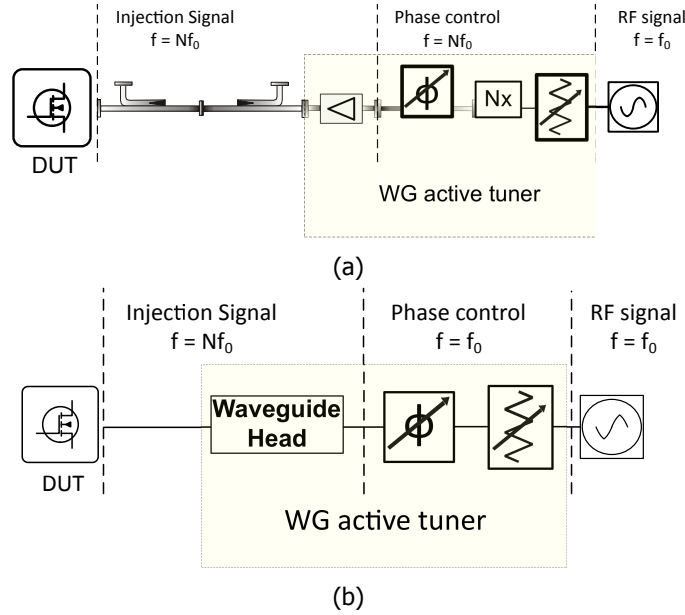 Injection Signal
f = Nf₀
Phase control
f = Nf₀
RF signal
f = f₀
ϕ
Nx
DUT
WG active tuner
(a)
Injection Signal
f = Nf₀
Phase control
f = f₀
RF signal
f = f₀
Waveguide
Head
ϕ
DUT
WG active tuner
(b)